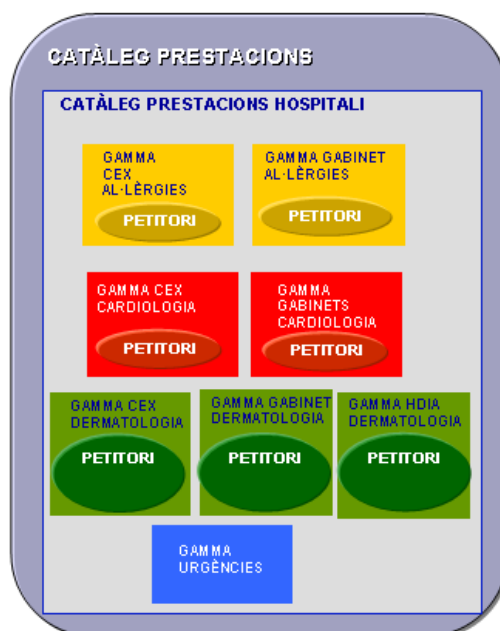 CATÀLEG PRESTACIONS
CATÀLEG PRESTACIONS HOSPITALI
GAMMA
CEX
AL·LÈRGIES
PETITORI
GAMMA GABINET
AL·LÈRGIES
PETITORI
GAMMA CEX
CARDIOLOGIA
PETITORI
GAMMA
GABINETS
CARDIOLOGIA
PETITORI
GAMMA CEX
DERMATOLOGIA
PETITORI
GAMMA GABINET
DERMATOLOGIA
PETITORI
GAMMA HDIA
DERMATOLOGIA
PETITORI
GAMMA
URGÈNCIES